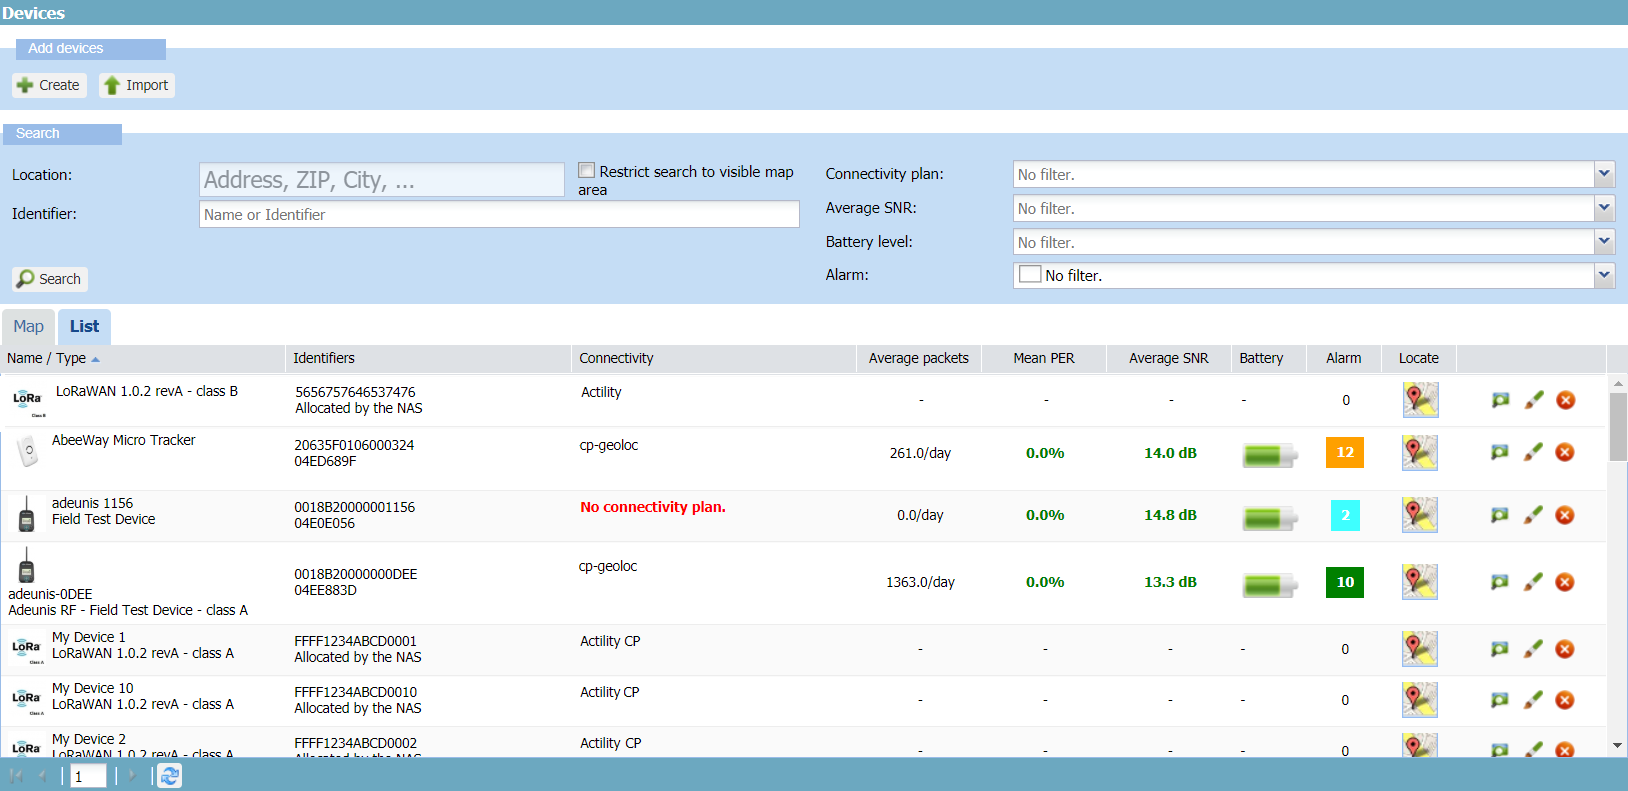 Devices
Add devices
Create
Import
Search
Location:
Address, ZIP, City, ...
Restrict search to visible map area
Identifier:
Name or Identifier
Search
Connectivity plan:
No filter.
Average SNR:
No filter.
Battery level:
No filter.
Alarm:
No filter.
Map
List
Name / Type Identifiers Connectivity Average packets Mean PER Average SNR Battery Alarm Locate
LoRa
Class B
LoRaWAN 1.0.2 revA - class B
5656757646537476
Allocated by the NAS
Actility
- - - - 0
AbeeWay Micro Tracker
20635F0106000324
04ED689F
cp-geoloc
261.0/day 0.0% 14.0 dB 12
adeunis 1156
Field Test Device
0018B20000001156
04E0E056
No connectivity plan.
0.0/day 0.0% 14.8 dB 2
adeunis-0DEE
Adeunis RF - Field Test Device - class A
0018B20000000DEE
04EE883D
cp-geoloc
1363.0/day 0.0% 13.3 dB 10
LoRa
Class A
My Device 1
LoRaWAN 1.0.2 revA - class A
FFFF1234ABCD0001
Allocated by the NAS
Actility CP
- - - - 0
LoRa
Class A
My Device 10
LoRaWAN 1.0.2 revA - class A
FFFF1234ABCD0010
Allocated by the NAS
Actility CP
- - - - 0
LoRa
My Device 2
LoRaWAN 1.0.2 revA - class A
FFFF1234ABCD0002
Allocated by the NAS
Actility CP
- - - - 0
1